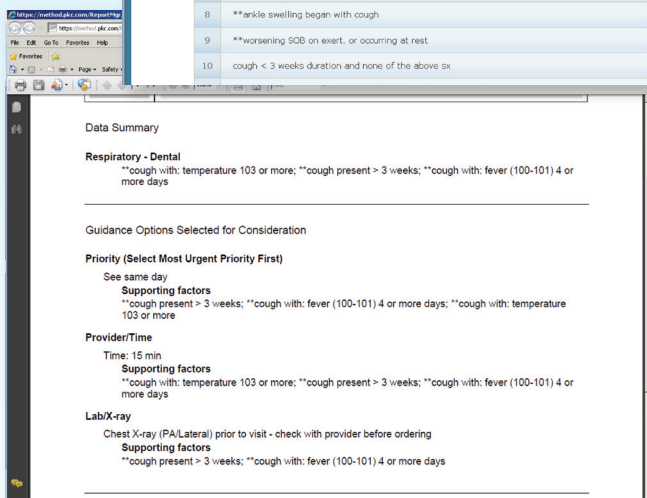 https://method.pkc.com/ReportMgr
https://method.pkc.com/
File Edit Go To Favorites Help
Favorites
Page Safety
8 **ankle swelling began with cough
9 **worsening SOB on exert. or occurring at rest
10 cough < 3 weeks duration and none of the above sx
Data Summary
Respiratory - Dental
**cough with: temperature 103 or more; **cough present > 3 weeks; **cough with: fever (100-101) 4 or
more days
Guidance Options Selected for Consideration
Priority (Select Most Urgent Priority First)
See same day
Supporting factors
**cough present > 3 weeks; **cough with: fever (100-101) 4 or more days; **cough with: temperature
103 or more
Provider/Time
Time: 15 min
Supporting factors
**cough with: temperature 103 or more; **cough present > 3 weeks; **cough with: fever (100-101) 4 or
more days
Lab/X-ray
Chest X-ray (PA/Lateral) prior to visit - check with provider before ordering
Supporting factors
**cough present > 3 weeks; **cough with: fever (100-101) 4 or more days